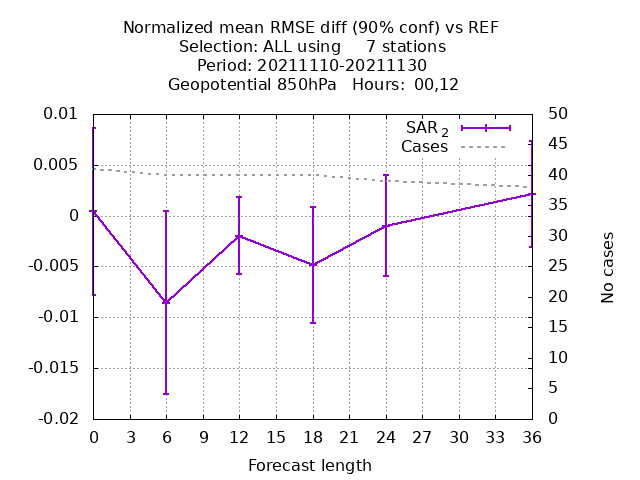 Normalized mean RMSE diff (90% conf) vs REF
Selection: ALL using     7 stations
Period: 20211110-20211130
Geopotential 850hPa   Hours:  00,12
0.01
0.005
0
-0.005
-0.01
-0.015
-0.02
SAR 2
Cases
50
45
40
35
30
25
20
15
10
5
0
No cases
0 3 6 9 12 15 18 21 24 27 30 33 36
Forecast length